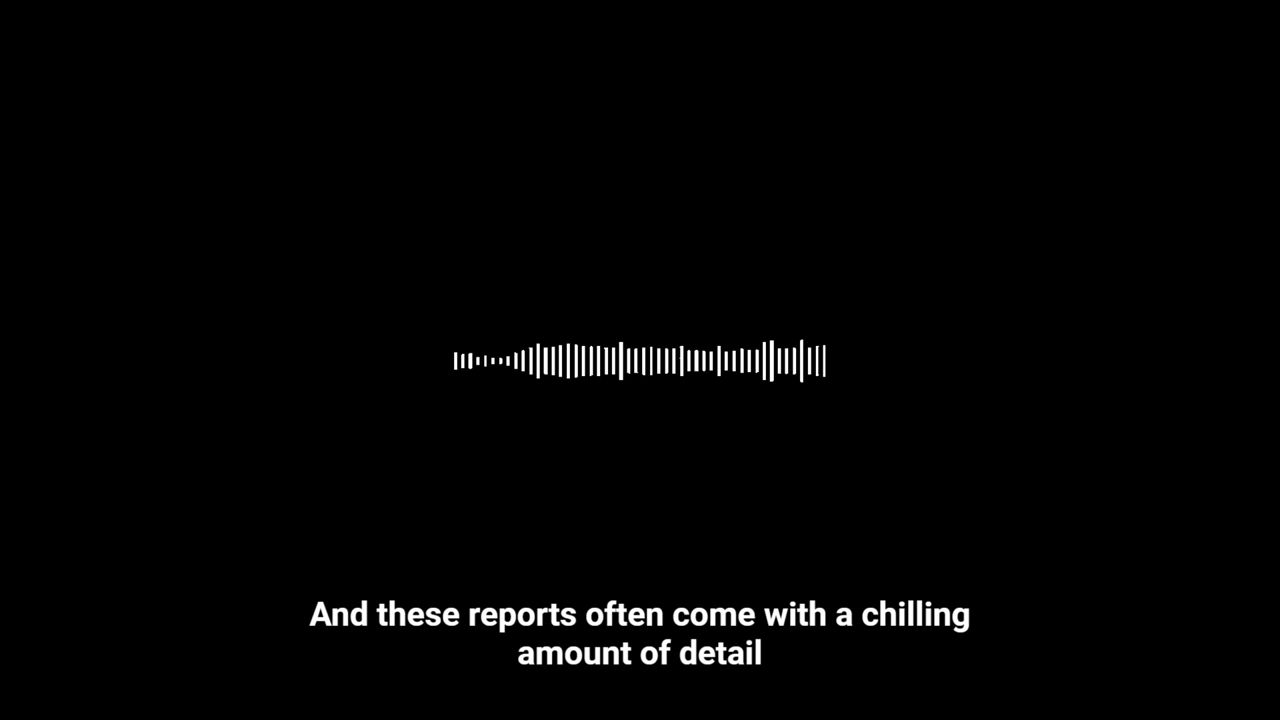 And these reports often come with a chilling
amount of detail